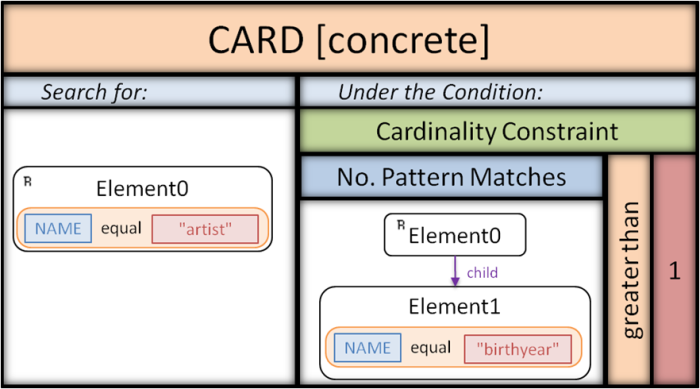 CARD [concrete]
Search for:
Under the Condition:
Cardinality Constraint
No. Pattern Matches
R Element0
NAME equal "artist"
R Element0
child
Element1
NAME equal "birthyear"
greater than
1